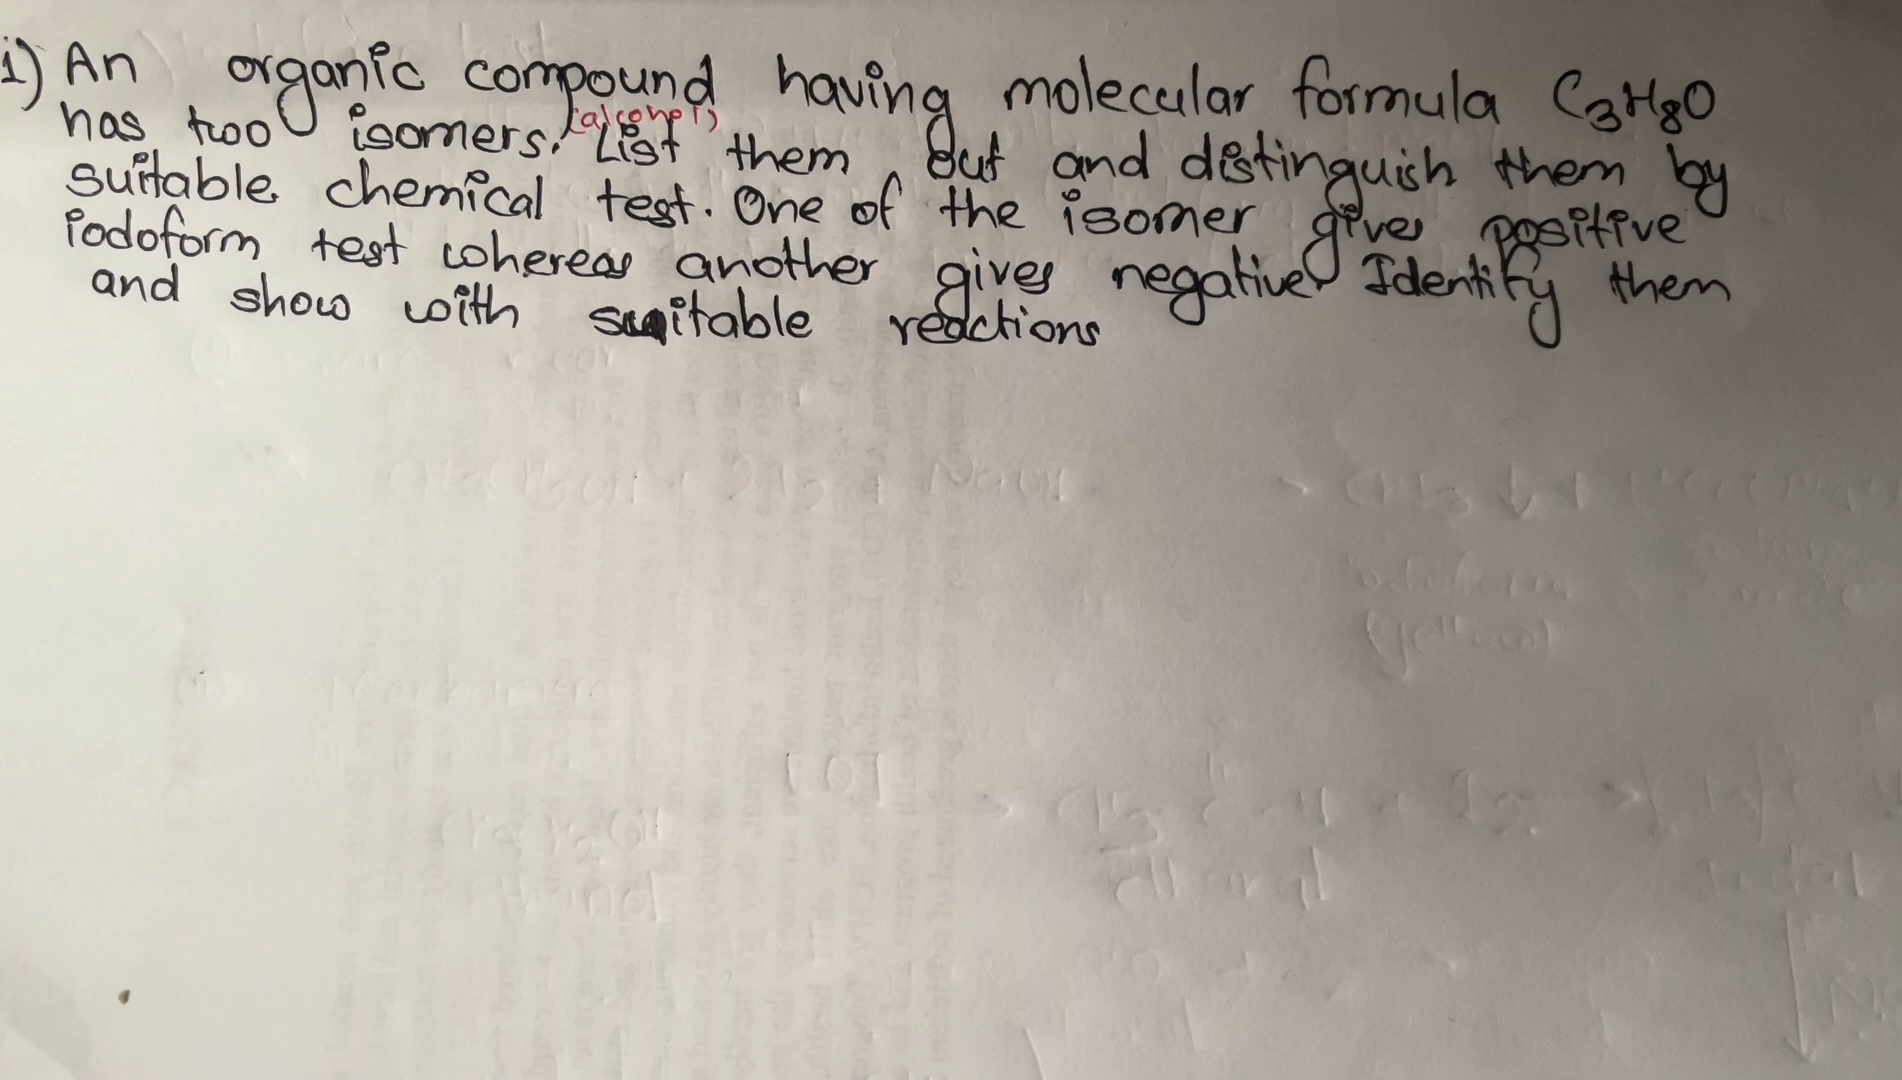 1) An organic compound having molecular formula C3H8O
has two isomers. (alcohol) List them out and distinguish them by
suitable chemical test. One of the isomer gives positive
iodoform test whereas another gives negative Identify them
and show with suitable reactions